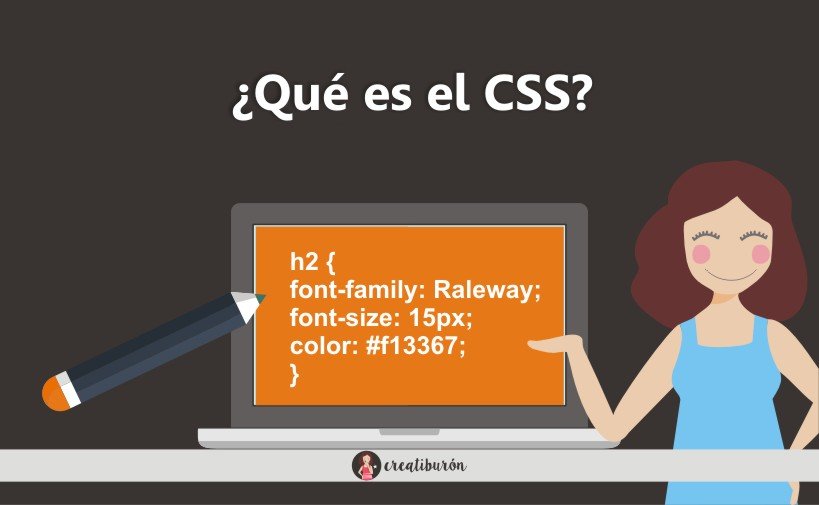 ¿Qué es el CSS?
h2 {
font-family: Raleway;
font-size: 15px;
color: #f13367;
}
creatiburón